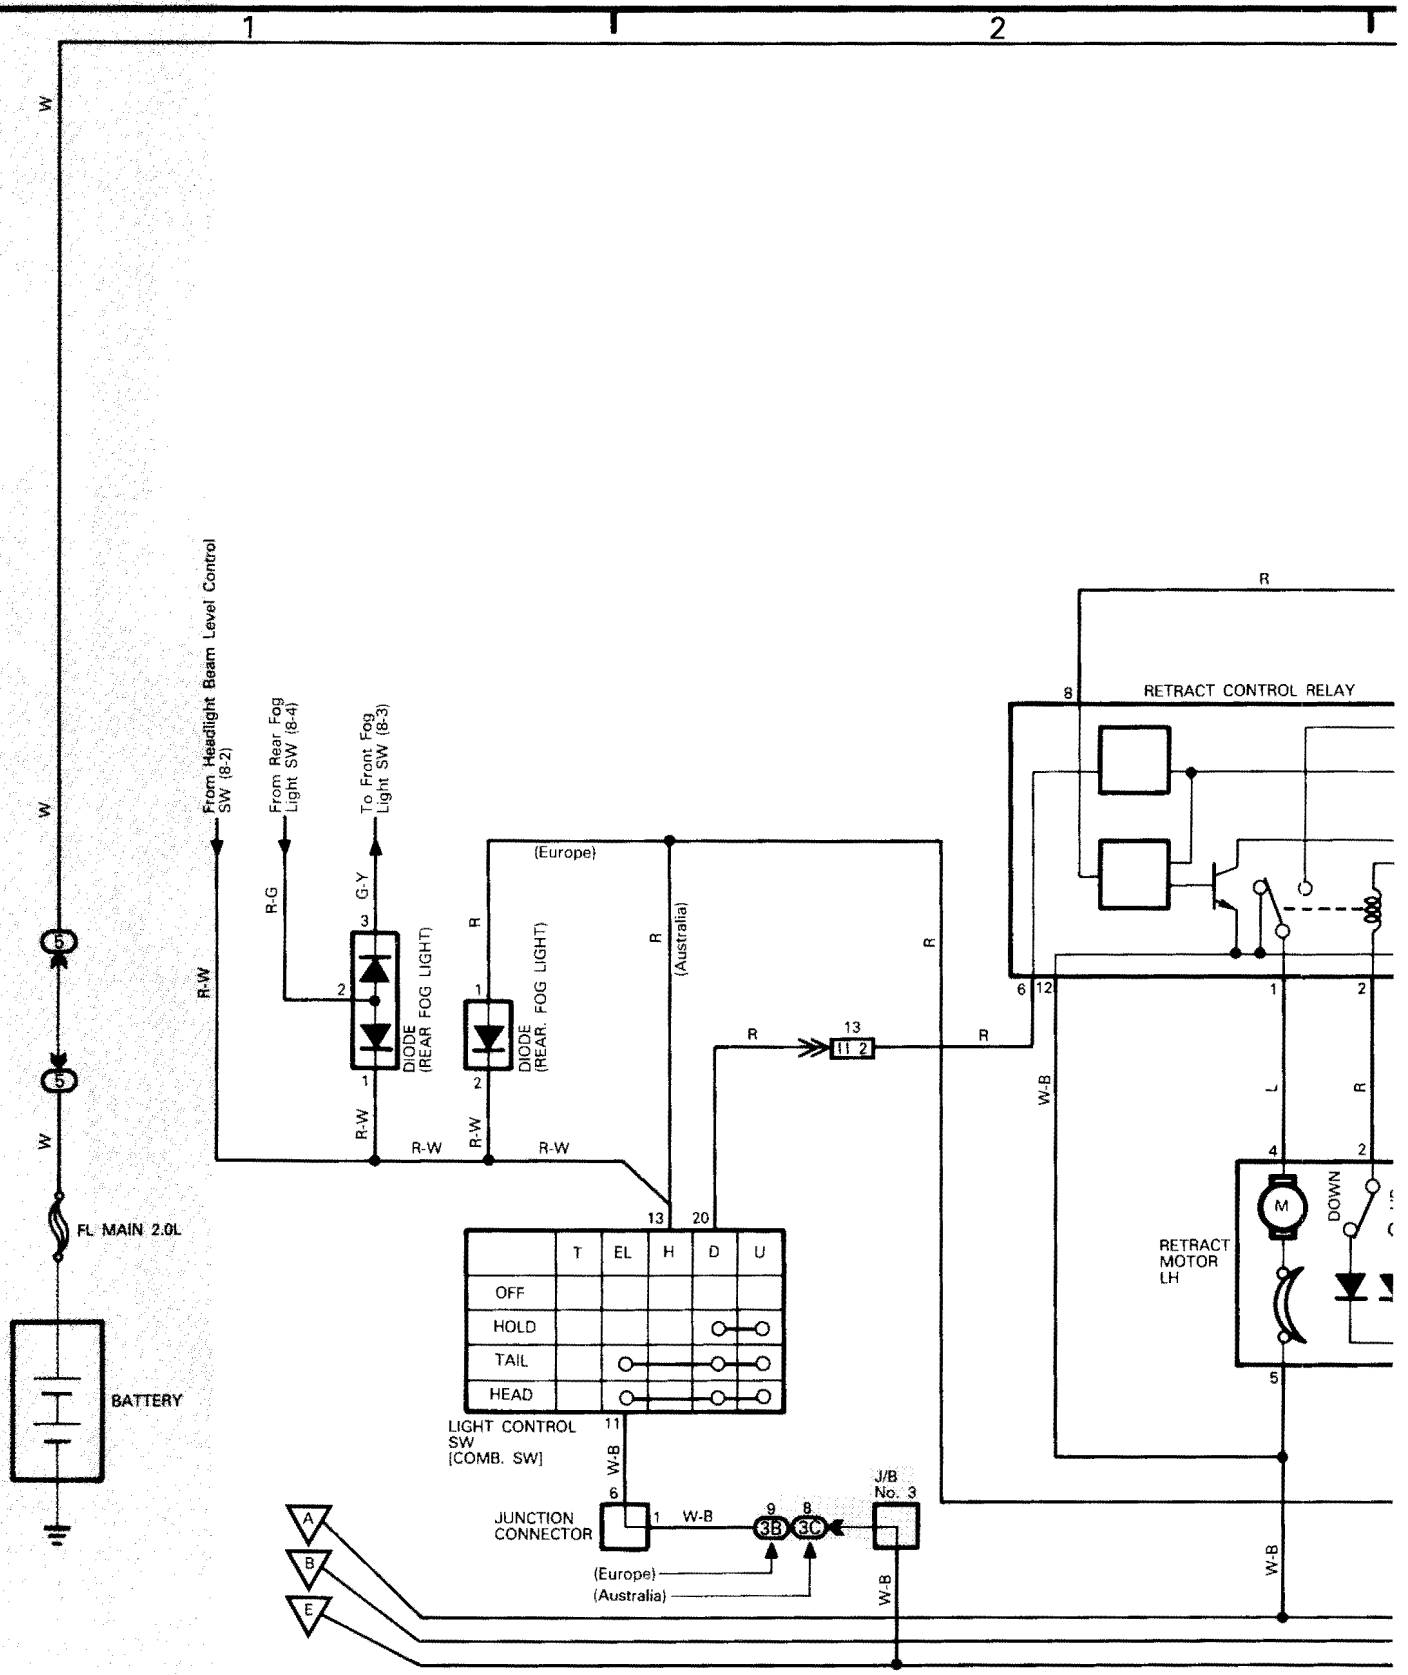 1
2
W
From Headlight Beam Level Control
SW (8-2)
From Rear Fog
Light SW (8-4)
To Front Fog
Light SW (8-3)
R
8
RETRACT CONTROL RELAY
W
R-G
G-Y
(Europe)
R
R
(Australia)
R
3
5
R-W
2
1
DIODE
(REAR FOG LIGHT)
DIODE
(REAR. FOG LIGHT)
6
12
1
2
R
13
II 2
R
5
1
2
W-B
L
R
W
R-W
R-W
R-W
R-W
4
2
FL MAIN 2.0L
13
20
M
DOWN
T
EL
H
D
U
RETRACT
MOTOR
LH
OFF
HOLD
TAIL
HEAD
BATTERY
5
11
LIGHT CONTROL
SW
[COMB. SW]
W-B
J/B
No. 3
6
JUNCTION
CONNECTOR
1
W-B
9
8
3B
3C
A
B
E
(Europe)
(Australia)
W-B
W-B